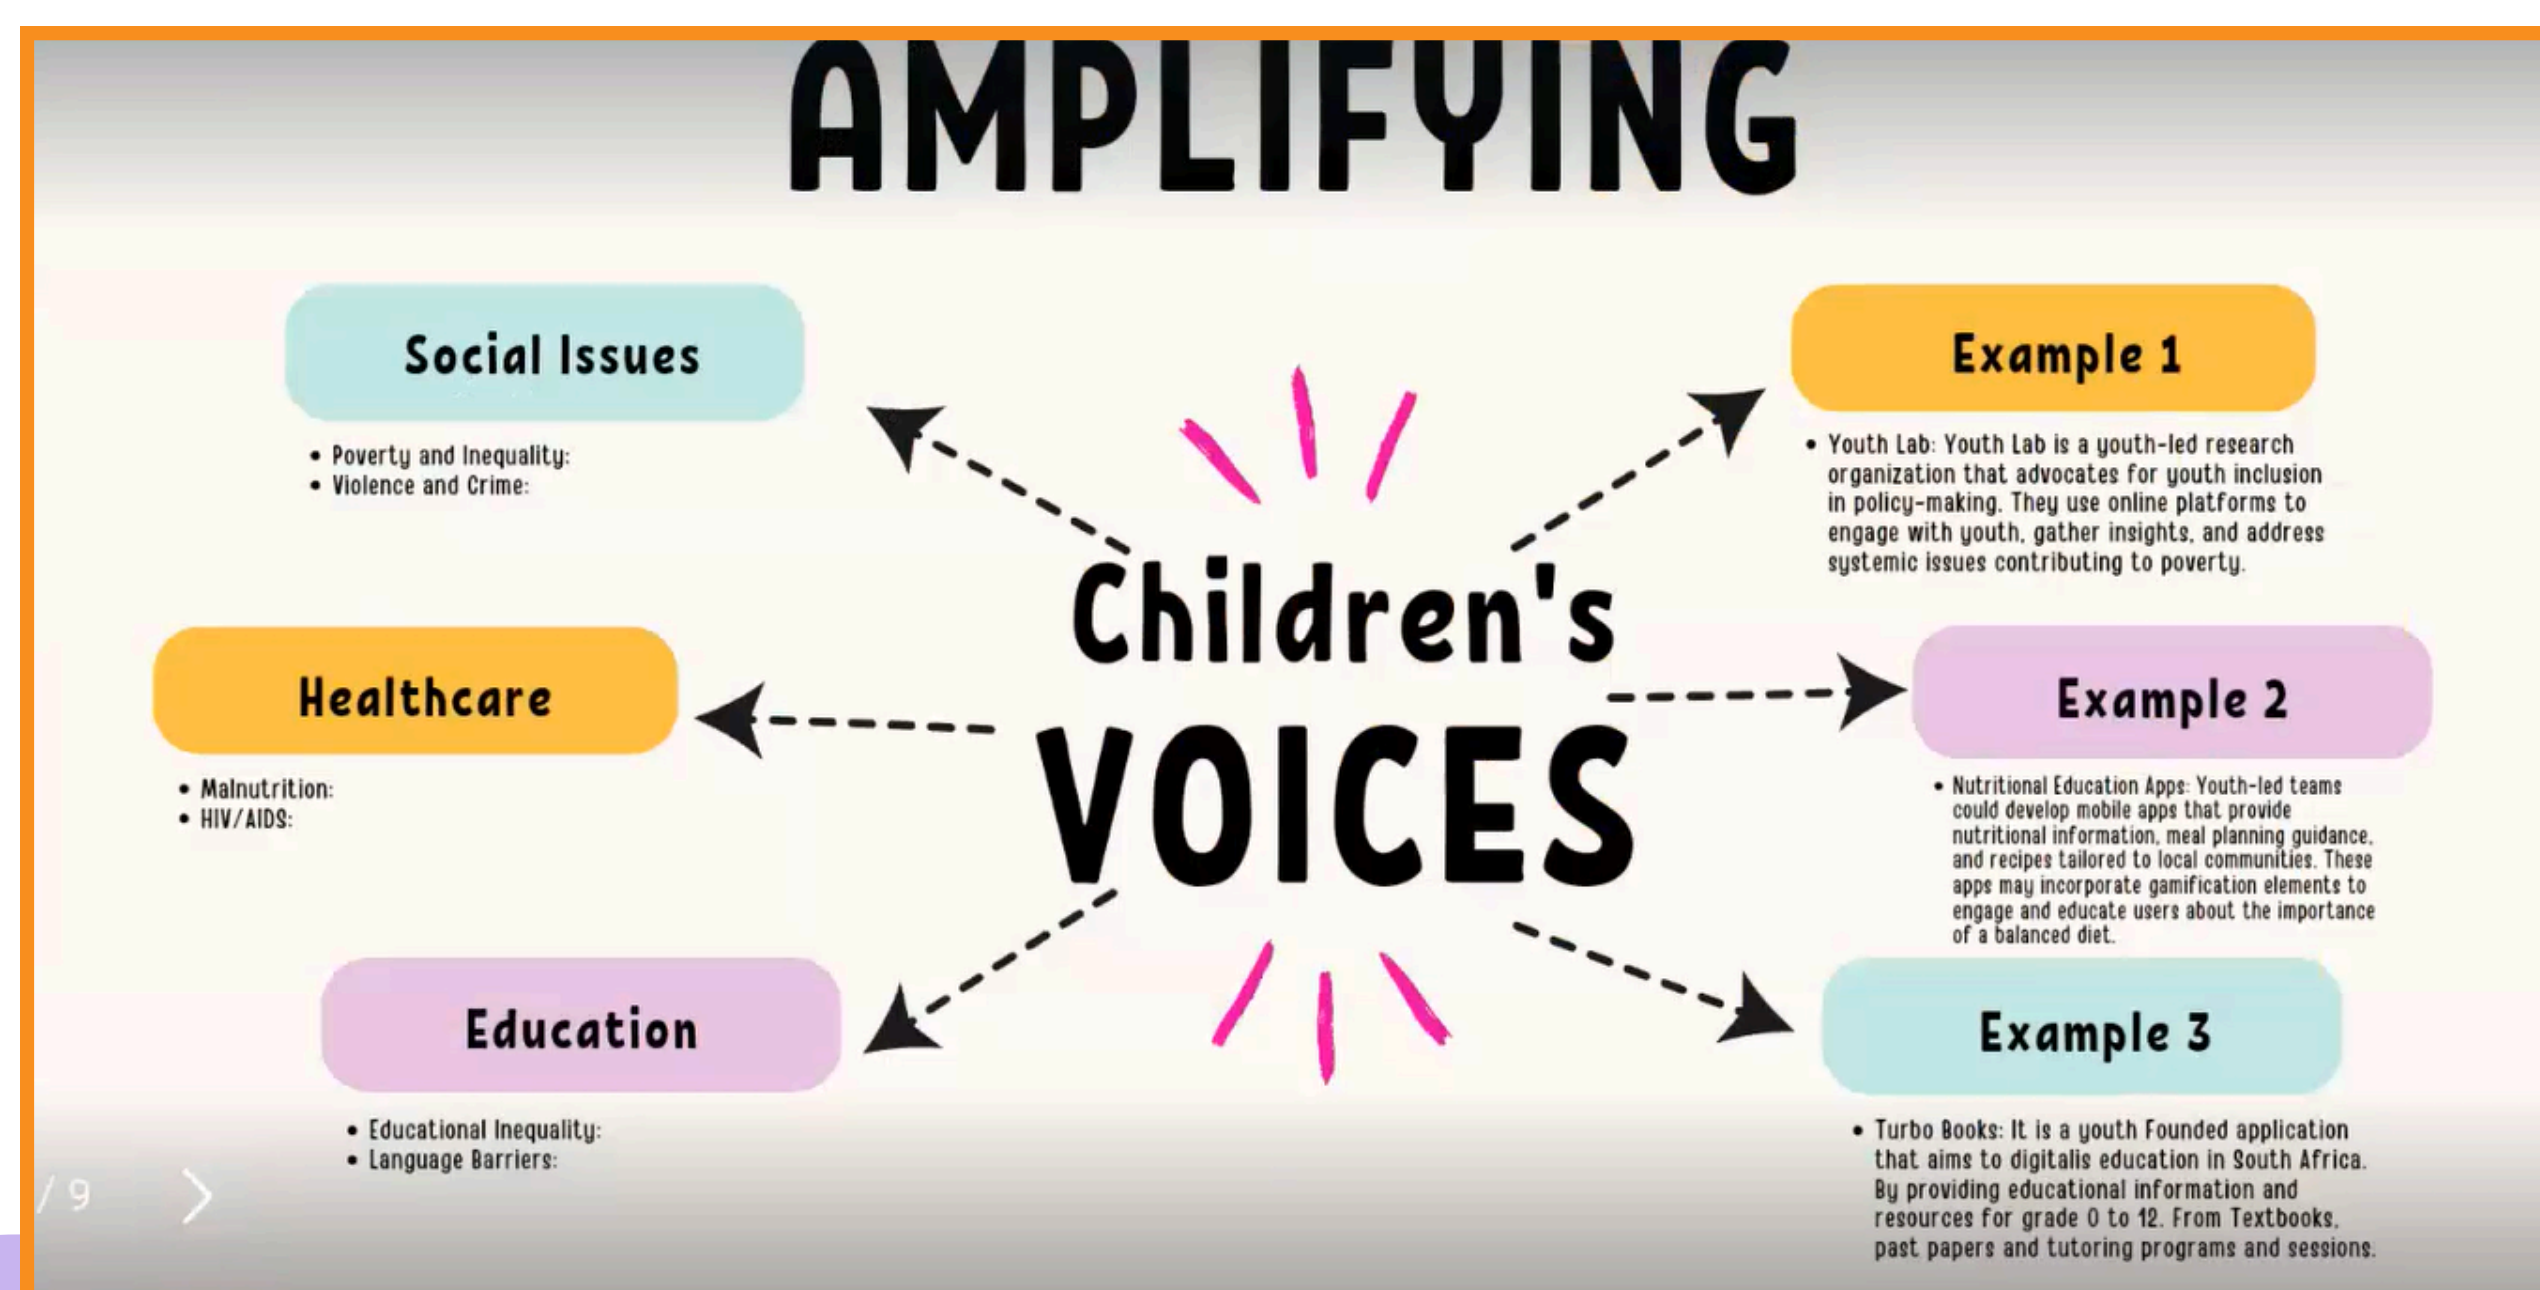 AMPLIFYING
Social Issues
• Poverty and Inequality:
• Violence and Crime:
Healthcare
• Malnutrition:
• HIV/AIDS:
Education
• Educational Inequality:
• Language Barriers:
Children's
VOICES
Example 1
• Youth Lab: Youth Lab is a youth-led research
organization that advocates for youth inclusion
in policy-making. They use online platforms to
engage with youth, gather insights, and address
systemic issues contributing to poverty.
Example 2
• Nutritional Education Apps: Youth-led teams
could develop mobile apps that provide
nutritional information, meal planning guidance,
and recipes tailored to local communities. These
apps may incorporate gamification elements to
engage and educate users about the importance
of a balanced diet.
Example 3
• Turbo Books: It is a youth Founded application
that aims to digitalis education in South Africa.
By providing educational information and
resources for grade 0 to 12. From Textbooks,
past papers and tutoring programs and sessions.
/ 9